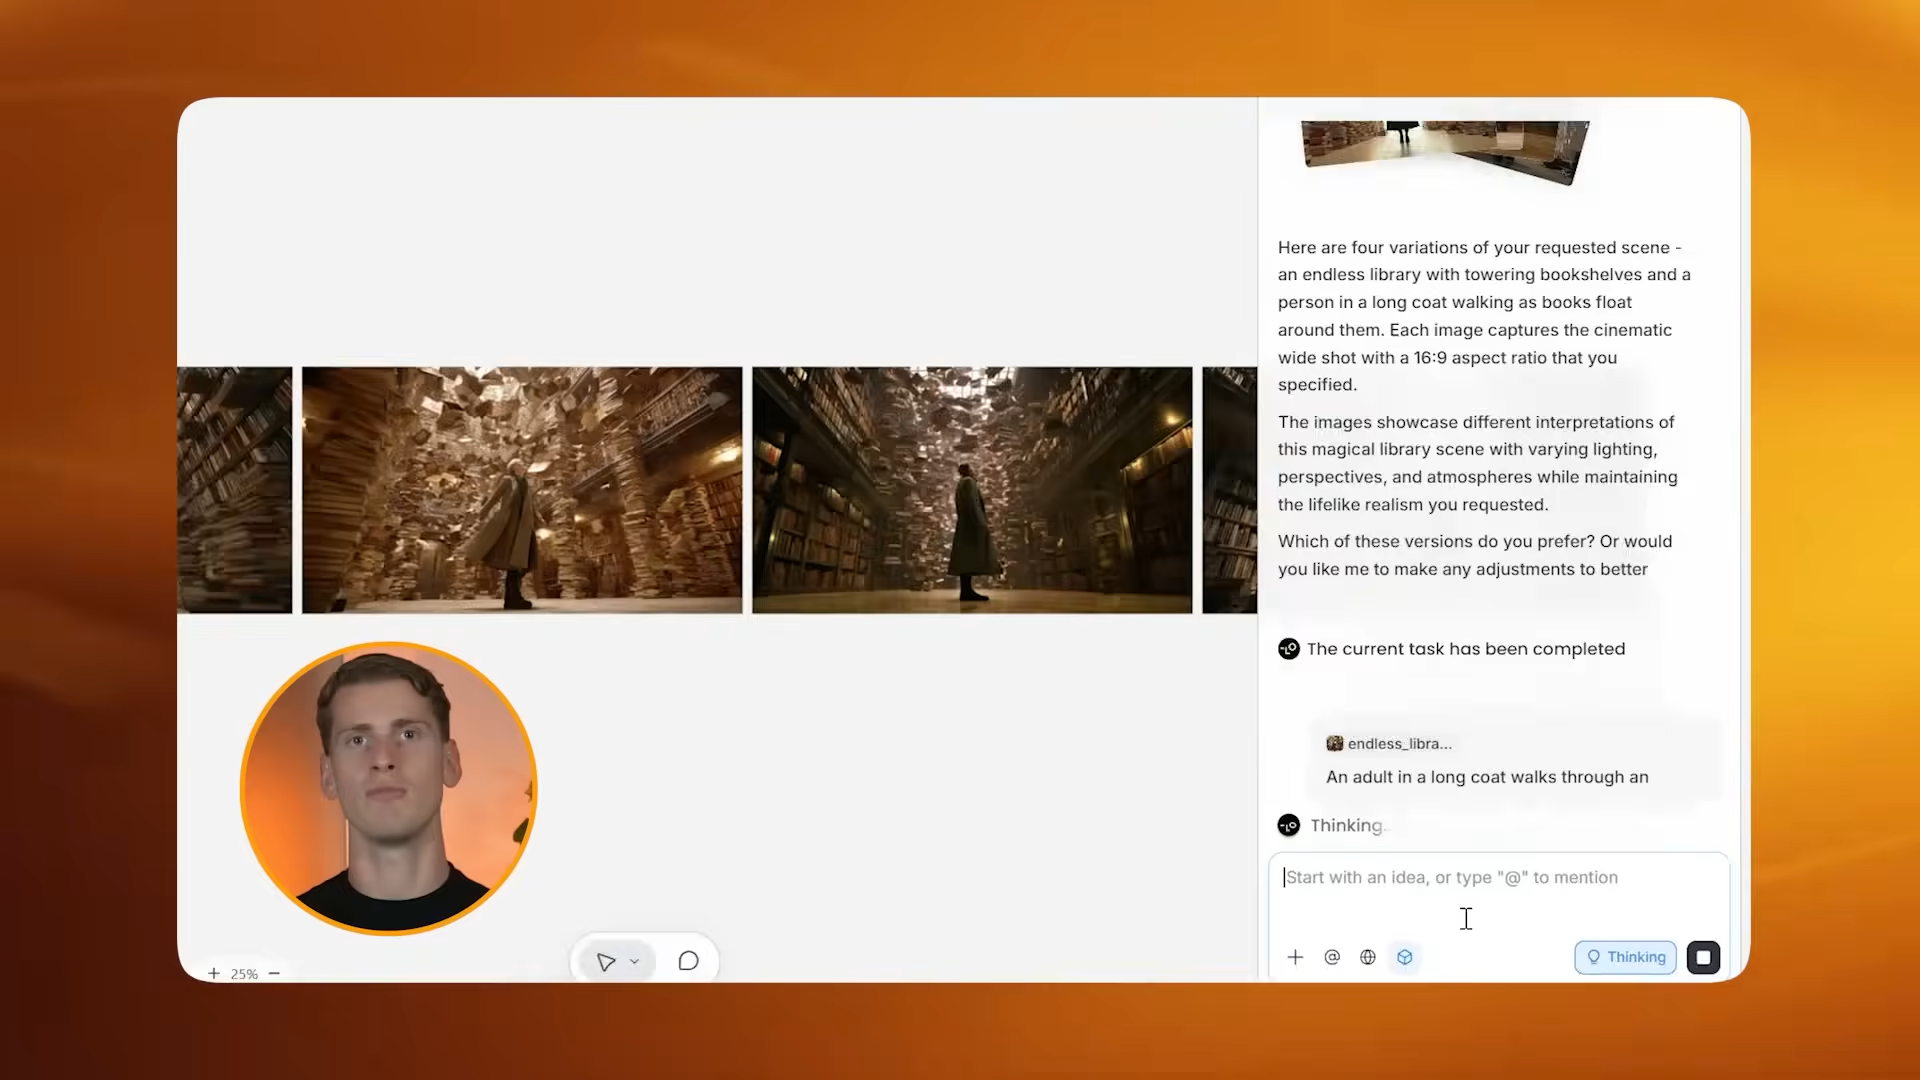 Here are four variations of your requested scene -
an endless library with towering bookshelves and a
person in a long coat walking as books float
around them. Each image captures the cinematic
wide shot with a 16:9 aspect ratio that you
specified.
The images showcase different interpretations of
this magical library scene with varying lighting,
perspectives, and atmospheres while maintaining
the lifelike realism you requested.
Which of these versions do you prefer? Or would
you like me to make any adjustments to better
The current task has been completed
endless_libra...
An adult in a long coat walks through an
Thinking.
Start with an idea, or type "@" to mention
Thinking
+ 25% −